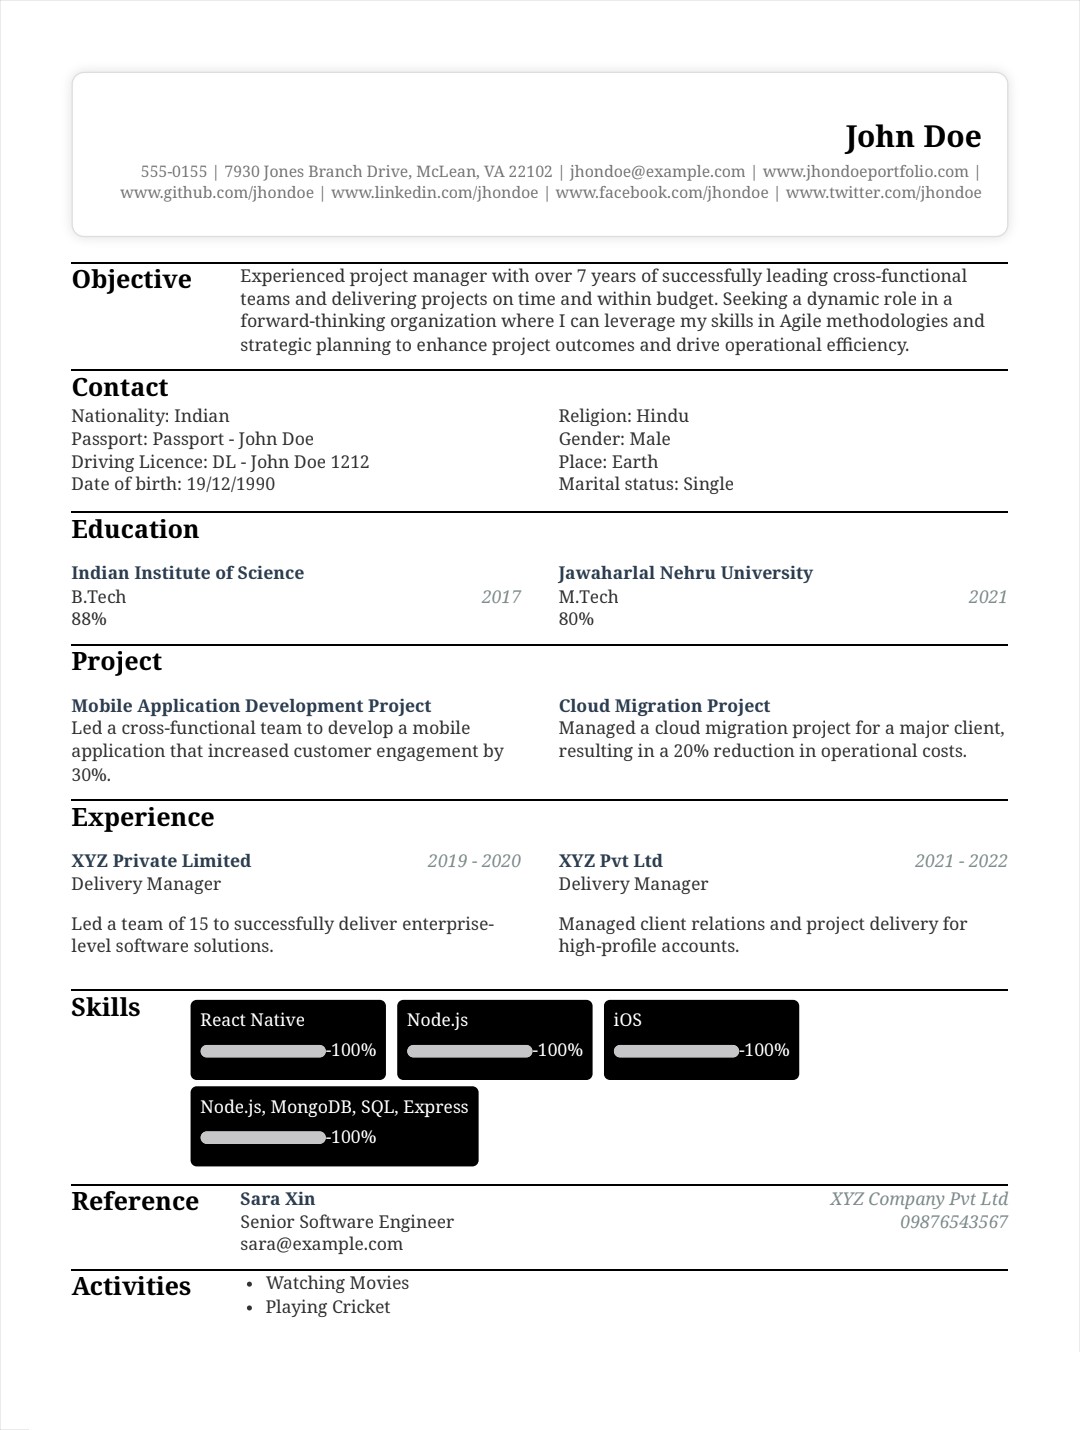 John Doe
555-0155 | 7930 Jones Branch Drive, McLean, VA 22102 | jhondoe@example.com | www.jhondoeportfolio.com |
www.github.com/jhondoe | www.linkedin.com/jhondoe | www.facebook.com/jhondoe | www.twitter.com/jhondoe
Objective
Experienced project manager with over 7 years of successfully leading cross-functional
teams and delivering projects on time and within budget. Seeking a dynamic role in a
forward-thinking organization where I can leverage my skills in Agile methodologies and
strategic planning to enhance project outcomes and drive operational efficiency.
Contact
Nationality: Indian
Passport: Passport - John Doe
Driving Licence: DL - John Doe 1212
Date of birth: 19/12/1990
Religion: Hindu
Gender: Male
Place: Earth
Marital status: Single
Education
Indian Institute of Science
B.Tech 2017
88%
Jawaharlal Nehru University
M.Tech 2021
80%
Project
Mobile Application Development Project
Led a cross-functional team to develop a mobile
application that increased customer engagement by
30%.
Cloud Migration Project
Managed a cloud migration project for a major client,
resulting in a 20% reduction in operational costs.
Experience
XYZ Private Limited 2019 - 2020
Delivery Manager
Led a team of 15 to successfully deliver enterprise-
level software solutions.
XYZ Pvt Ltd 2021 - 2022
Delivery Manager
Managed client relations and project delivery for
high-profile accounts.
Skills
React Native
-100%
Node.js
-100%
iOS
-100%
Node.js, MongoDB, SQL, Express
-100%
Reference
Sara Xin
Senior Software Engineer
sara@example.com
XYZ Company Pvt Ltd
09876543567
Activities
• Watching Movies
• Playing Cricket